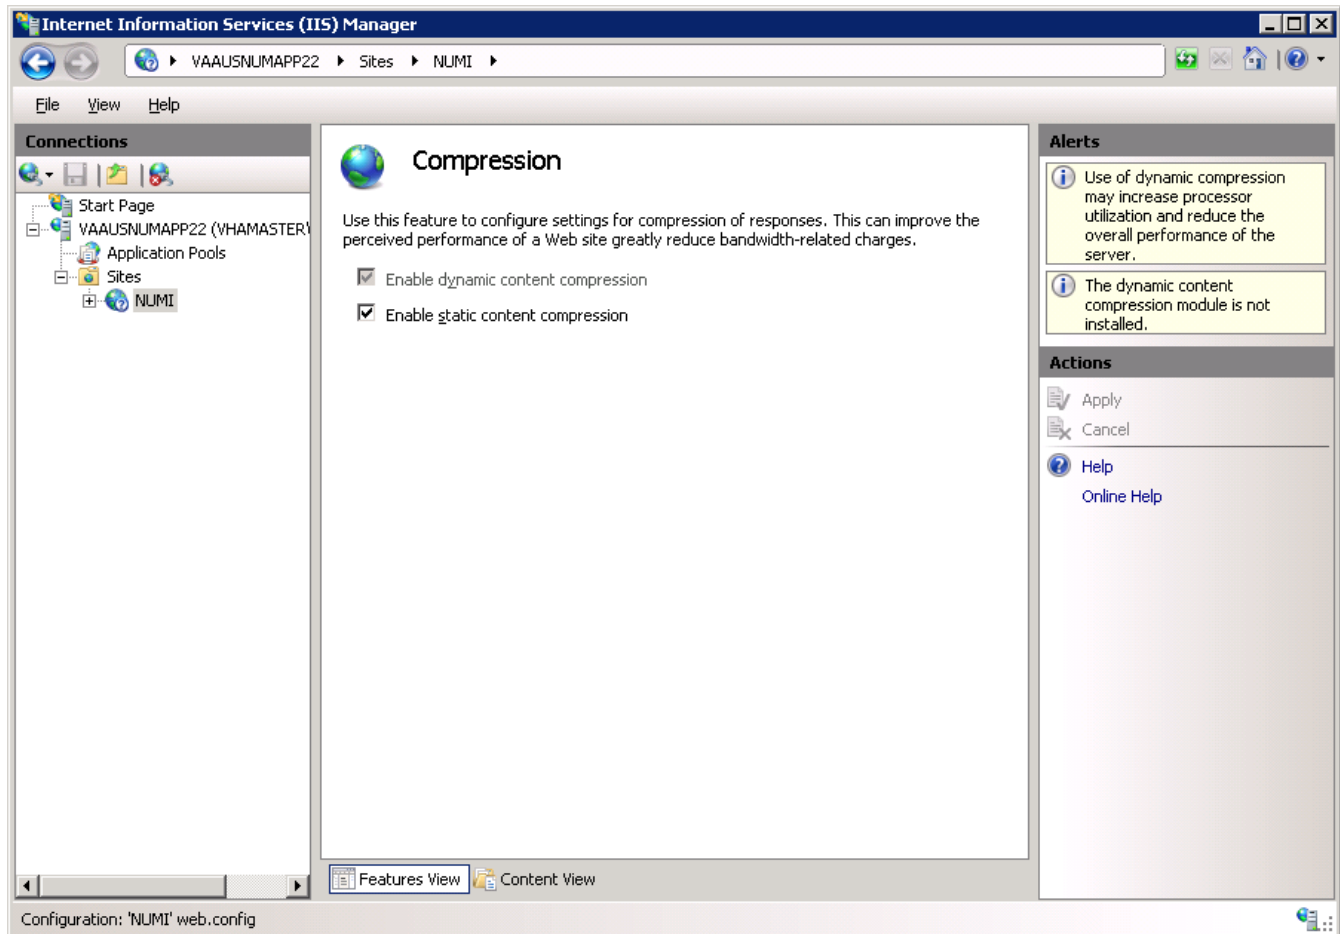 Internet Information Services (IIS) Manager
VAAUSNUMAPP22 Sites NUMI
File View Help
Connections
Start Page
VAAUSNUMAPP22 (VHAMASTER\
Application Pools
Sites
NUMI
Compression
Use this feature to configure settings for compression of responses. This can improve the
perceived performance of a Web site greatly reduce bandwidth-related charges.
Enable dynamic content compression
Enable static content compression
Features View Content View
Alerts
Use of dynamic compression
may increase processor
utilization and reduce the
overall performance of the
server.
The dynamic content
compression module is not
installed.
Actions
Apply
Cancel
Help
Online Help
Configuration: 'NUMI' web.config